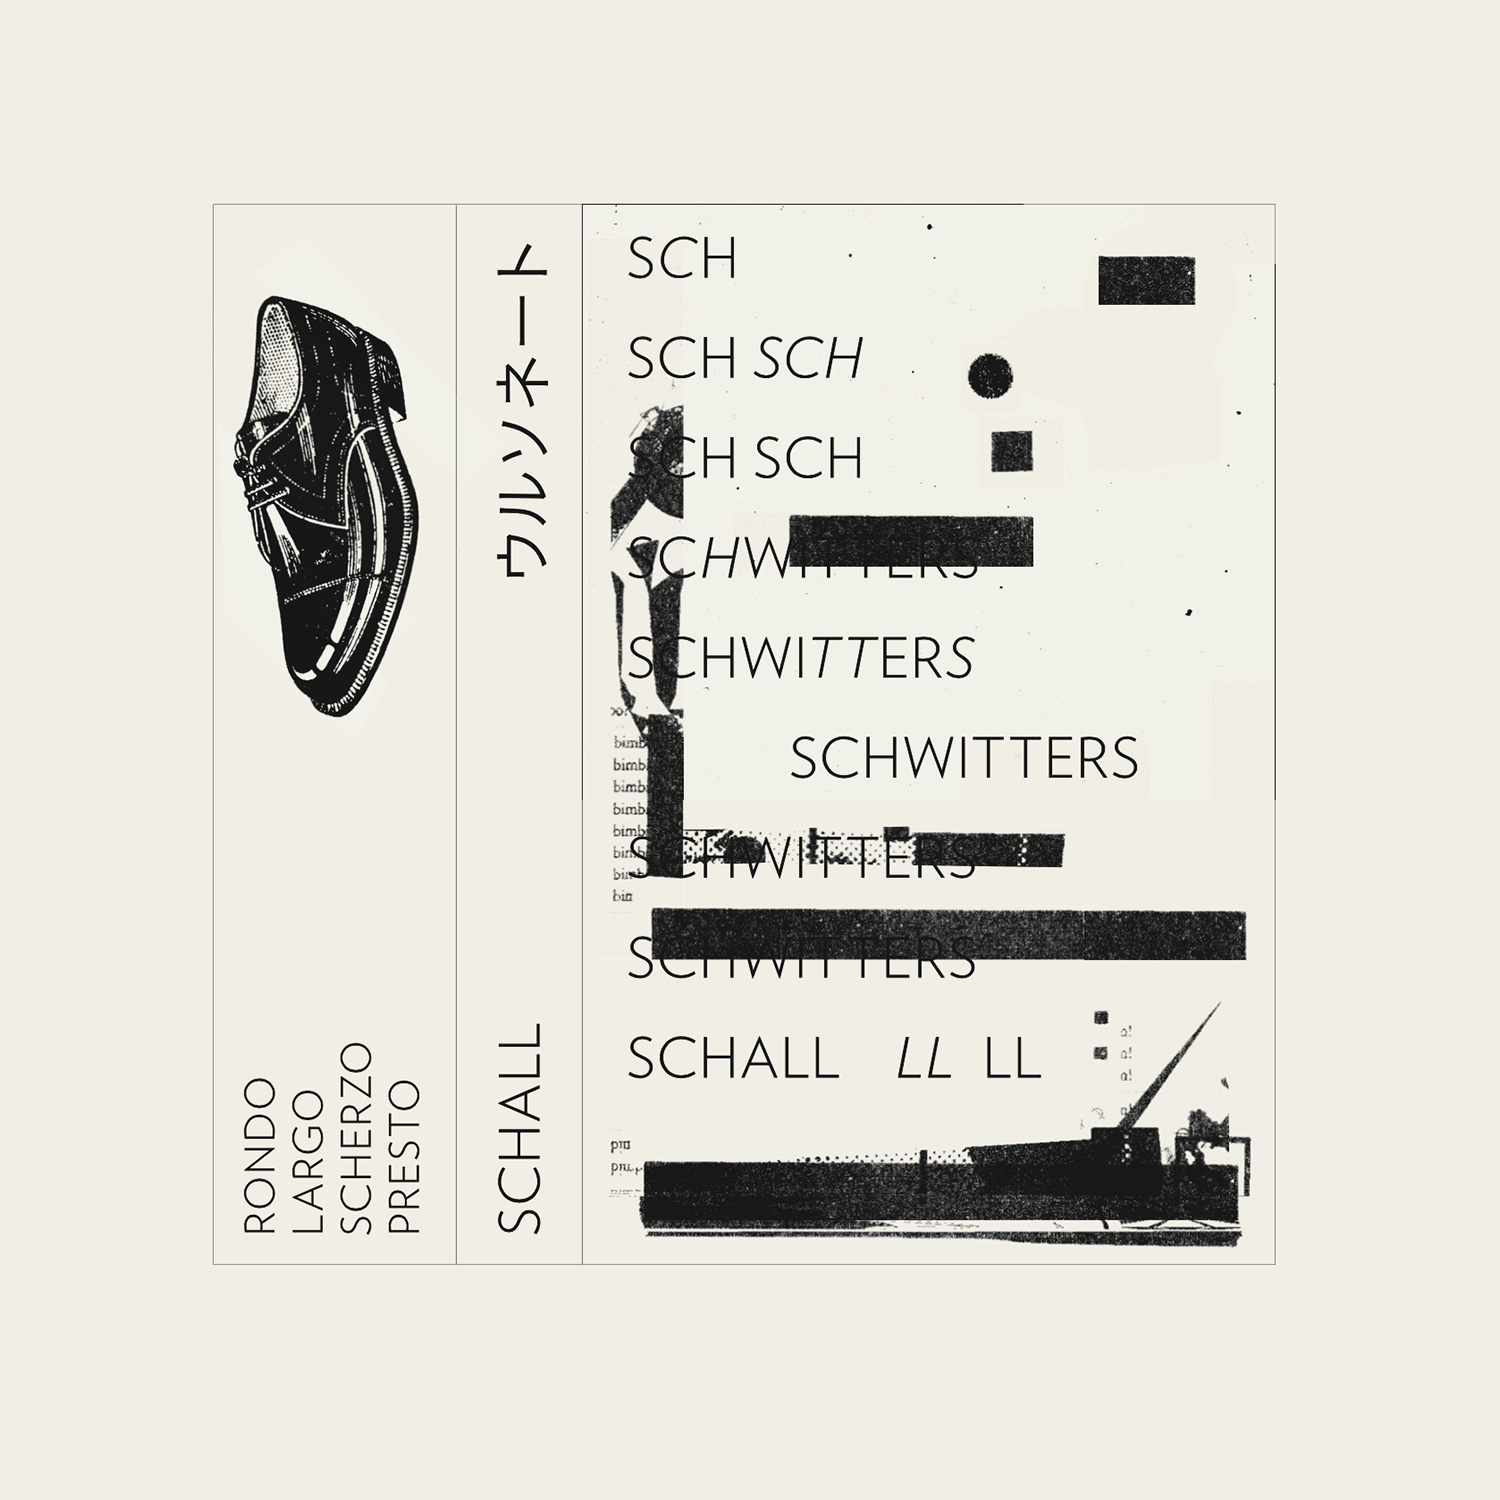 RONDO
LARGO
SCHERZO
PRESTO
ウルソネート
SCHALL
SCH
SCH SCH
SCH SCH
SCHWITTERS
SCHWITTERS
SCHWITTERS
SCHWITTERS
SCHWITTERS
SCHALL LL LL
bimb
bimb
bimb
bimb
bimb
bimb
bim
bin